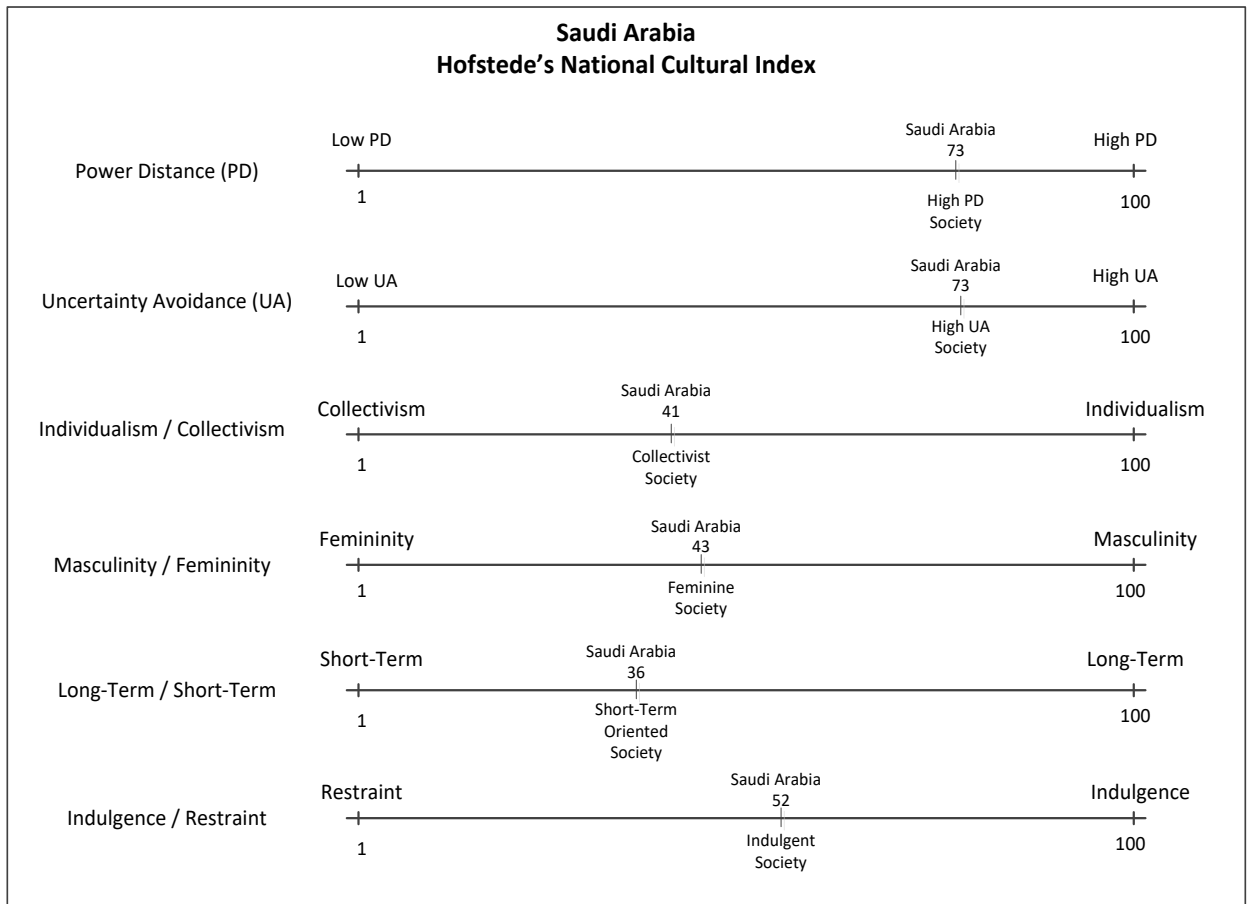 Saudi Arabia
Hofstede’s National Cultural Index
Power Distance (PD)
Low PD
Saudi Arabia
73
High PD
1
High PD
Society
100
Uncertainty Avoidance (UA)
Low UA
Saudi Arabia
73
High UA
1
High UA
Society
100
Individualism / Collectivism
Collectivism
Saudi Arabia
41
Individualism
1
Collectivist
Society
100
Masculinity / Femininity
Femininity
Saudi Arabia
43
Masculinity
1
Feminine
Society
100
Long-Term / Short-Term
Short-Term
Saudi Arabia
36
Long-Term
1
Short-Term
Oriented
Society
100
Indulgence / Restraint
Restraint
Saudi Arabia
52
Indulgence
1
Indulgent
Society
100